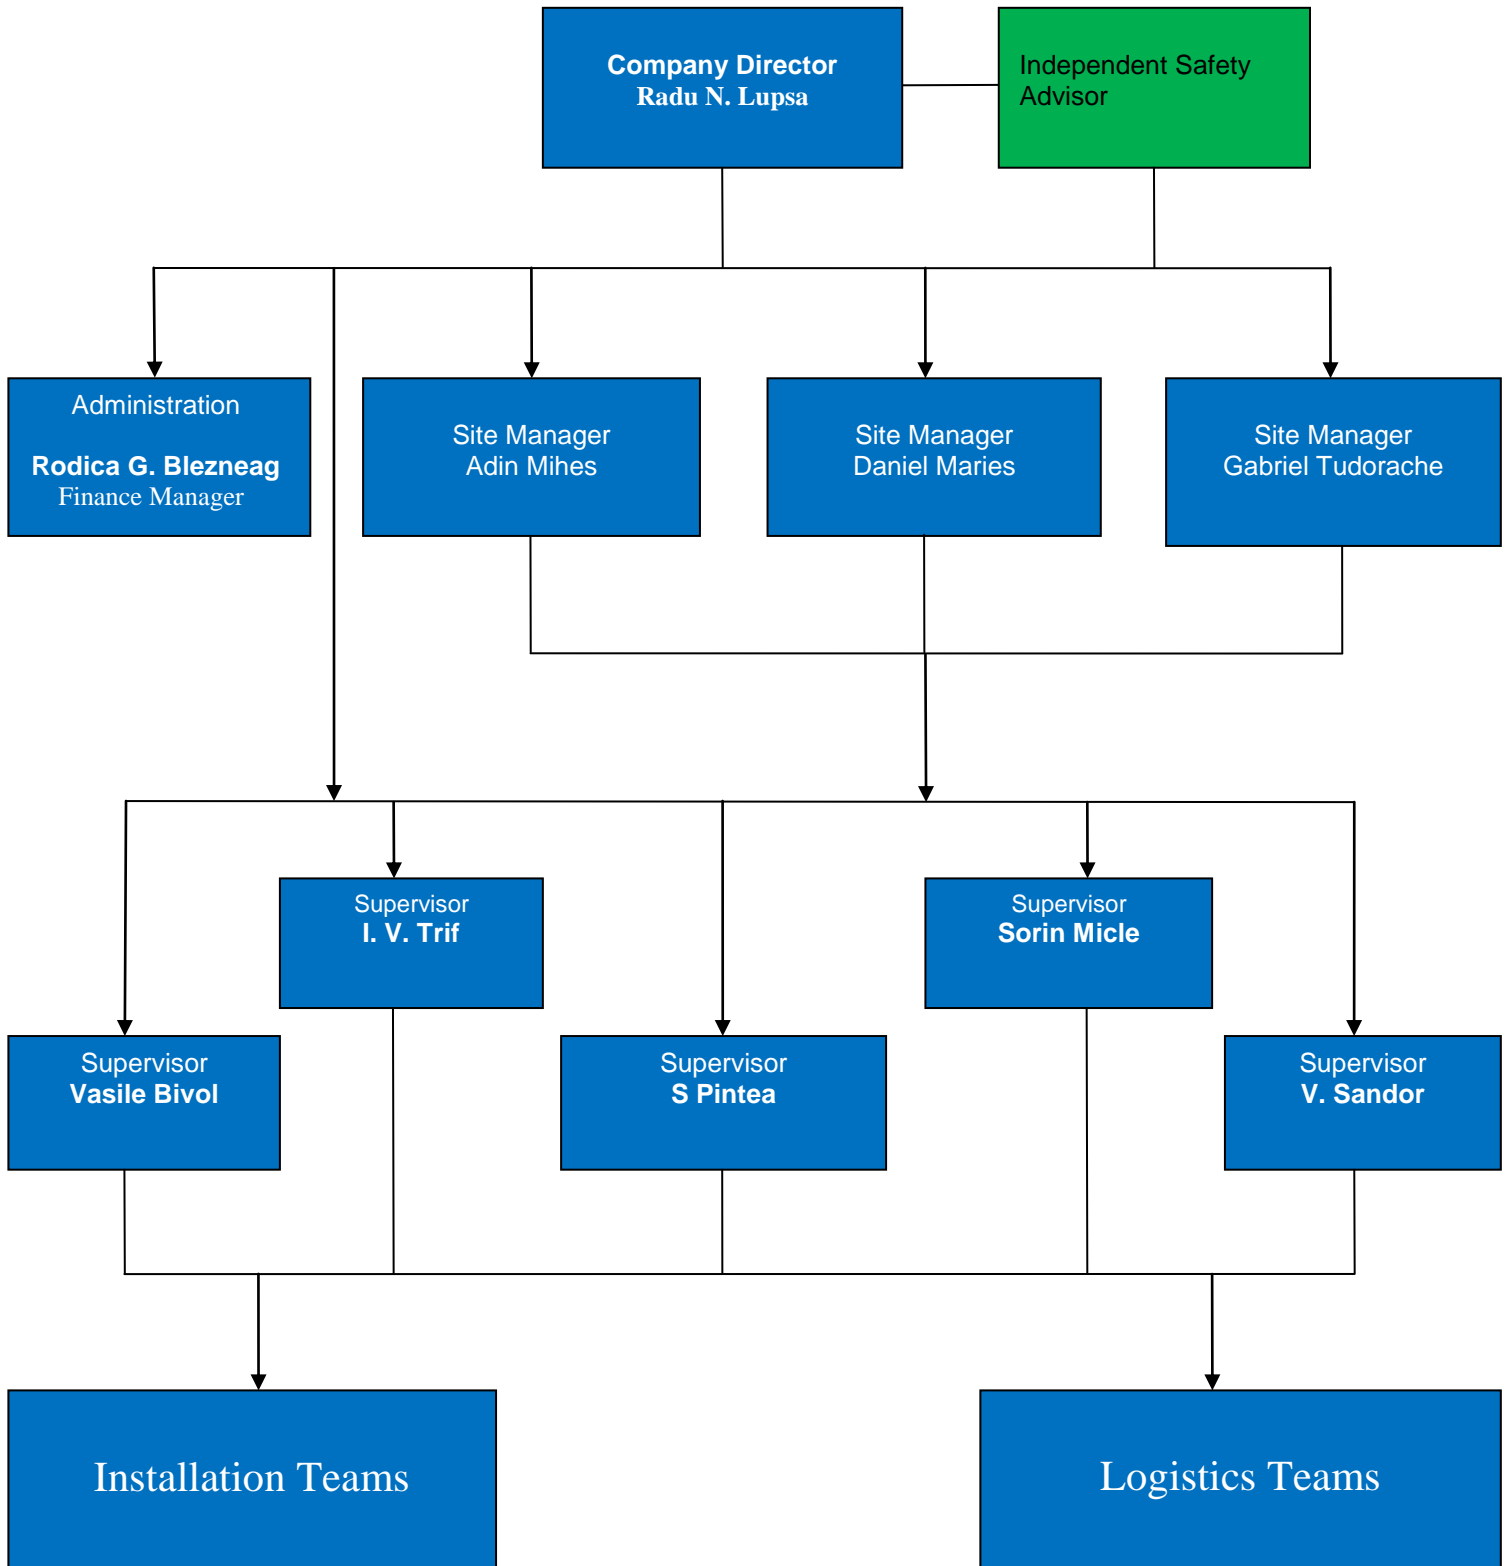 Company Director
Radu N. Lupsa
Independent Safety
Advisor
Administration
Rodica G. Blezneag
Finance Manager
Site Manager
Adin Mihes
Site Manager
Daniel Maries
Site Manager
Gabriel Tudorache
Supervisor
I. V. Trif
Supervisor
Sorin Micle
Supervisor
Vasile Bivol
Supervisor
S Pintea
Supervisor
V. Sandor
Installation Teams
Logistics Teams